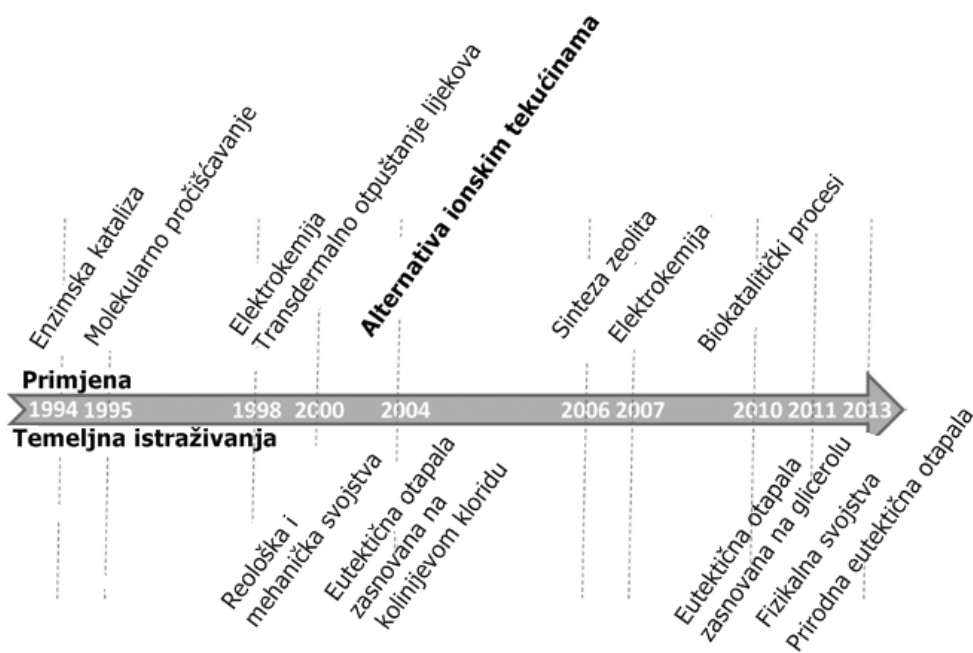 Enzimska kataliza
Molekularno pročišćavanje
Elektrokemija
Transdermalno otpuštanje lijekova
Alternativa ionskim tekućinama
Sinteza zeolita
Elektrokemija
Biokatalitički procesi
Primjena
1994 1995 1998 2000 2004 2006 2007 2010 2011 2013
Temeljna istraživanja
Reološka i
mehanička svojstva
Eutektična otapala
zasnovana na
kolinijevom kloridu
Eutektična otapala
zasnovana na glicerolu
Fizikalna svojstva
Prirodna eutektična otapala